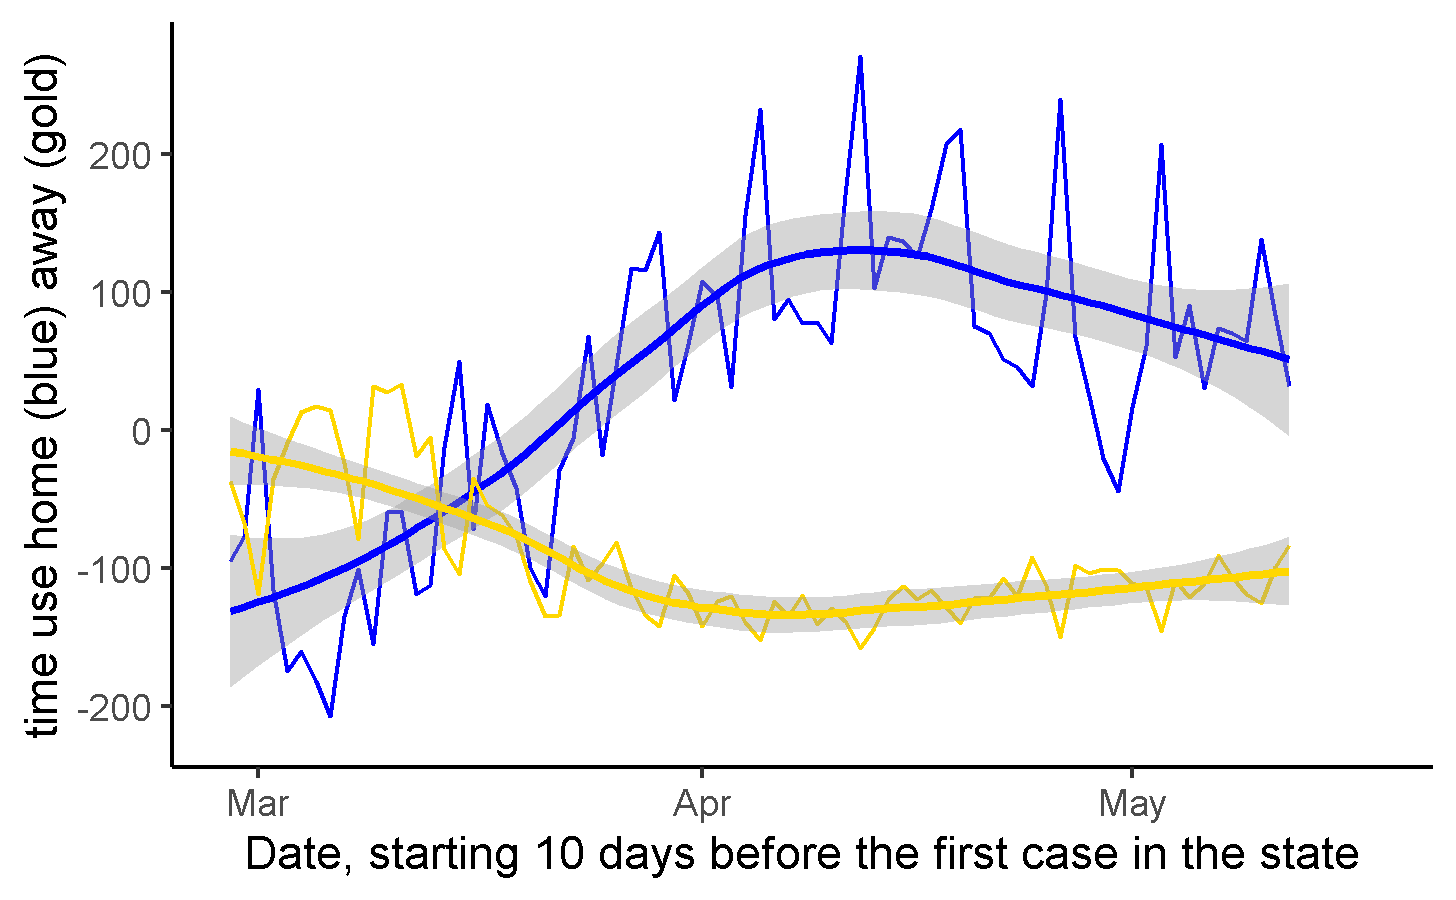 time use home (blue) away (gold)
200
100
0
-100
-200
Mar
Apr
May
Date, starting 10 days before the first case in the state